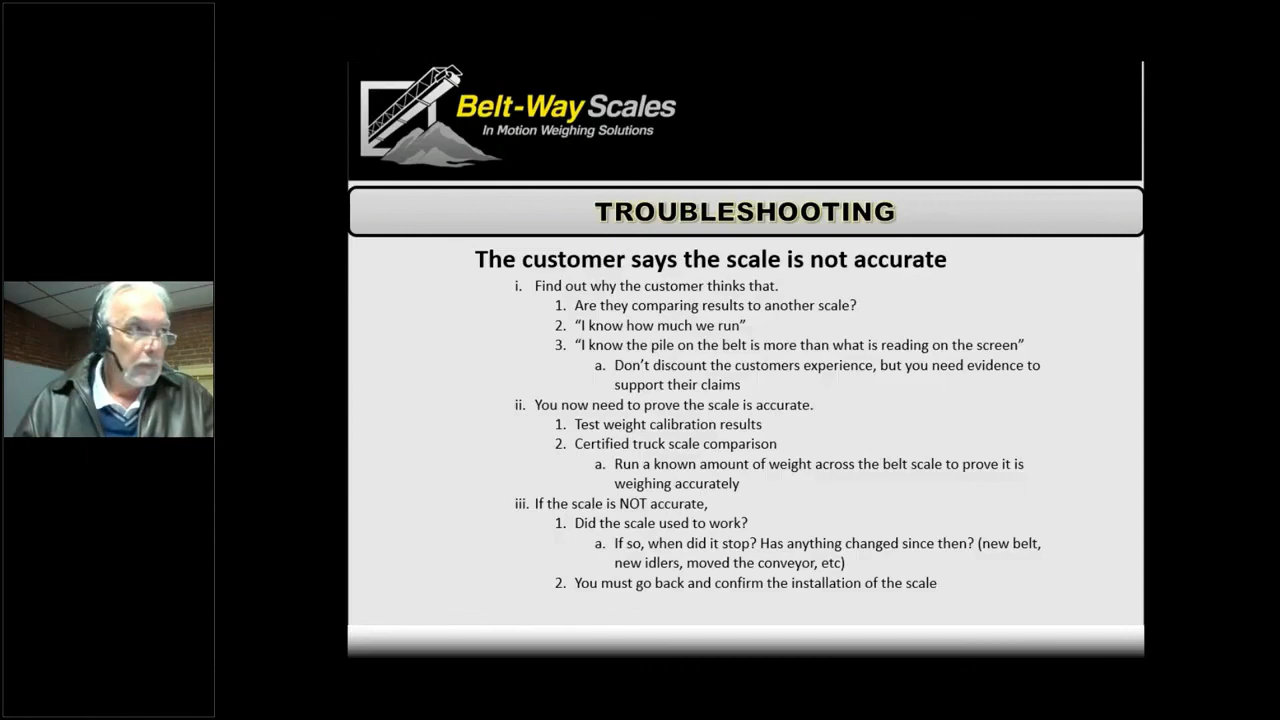 Belt-Way Scales
In Motion Weighing Solutions
TROUBLESHOOTING
The customer says the scale is not accurate
i. Find out why the customer thinks that.
1. Are they comparing results to another scale?
2. “I know how much we run”
3. “I know the pile on the belt is more than what is reading on the screen”
a. Don’t discount the customers experience, but you need evidence to
support their claims
ii. You now need to prove the scale is accurate.
1. Test weight calibration results
2. Certified truck scale comparison
a. Run a known amount of weight across the belt scale to prove it is
weighing accurately
iii. If the scale is NOT accurate,
1. Did the scale used to work?
a. If so, when did it stop? Has anything changed since then? (new belt,
new idlers, moved the conveyor, etc)
2. You must go back and confirm the installation of the scale